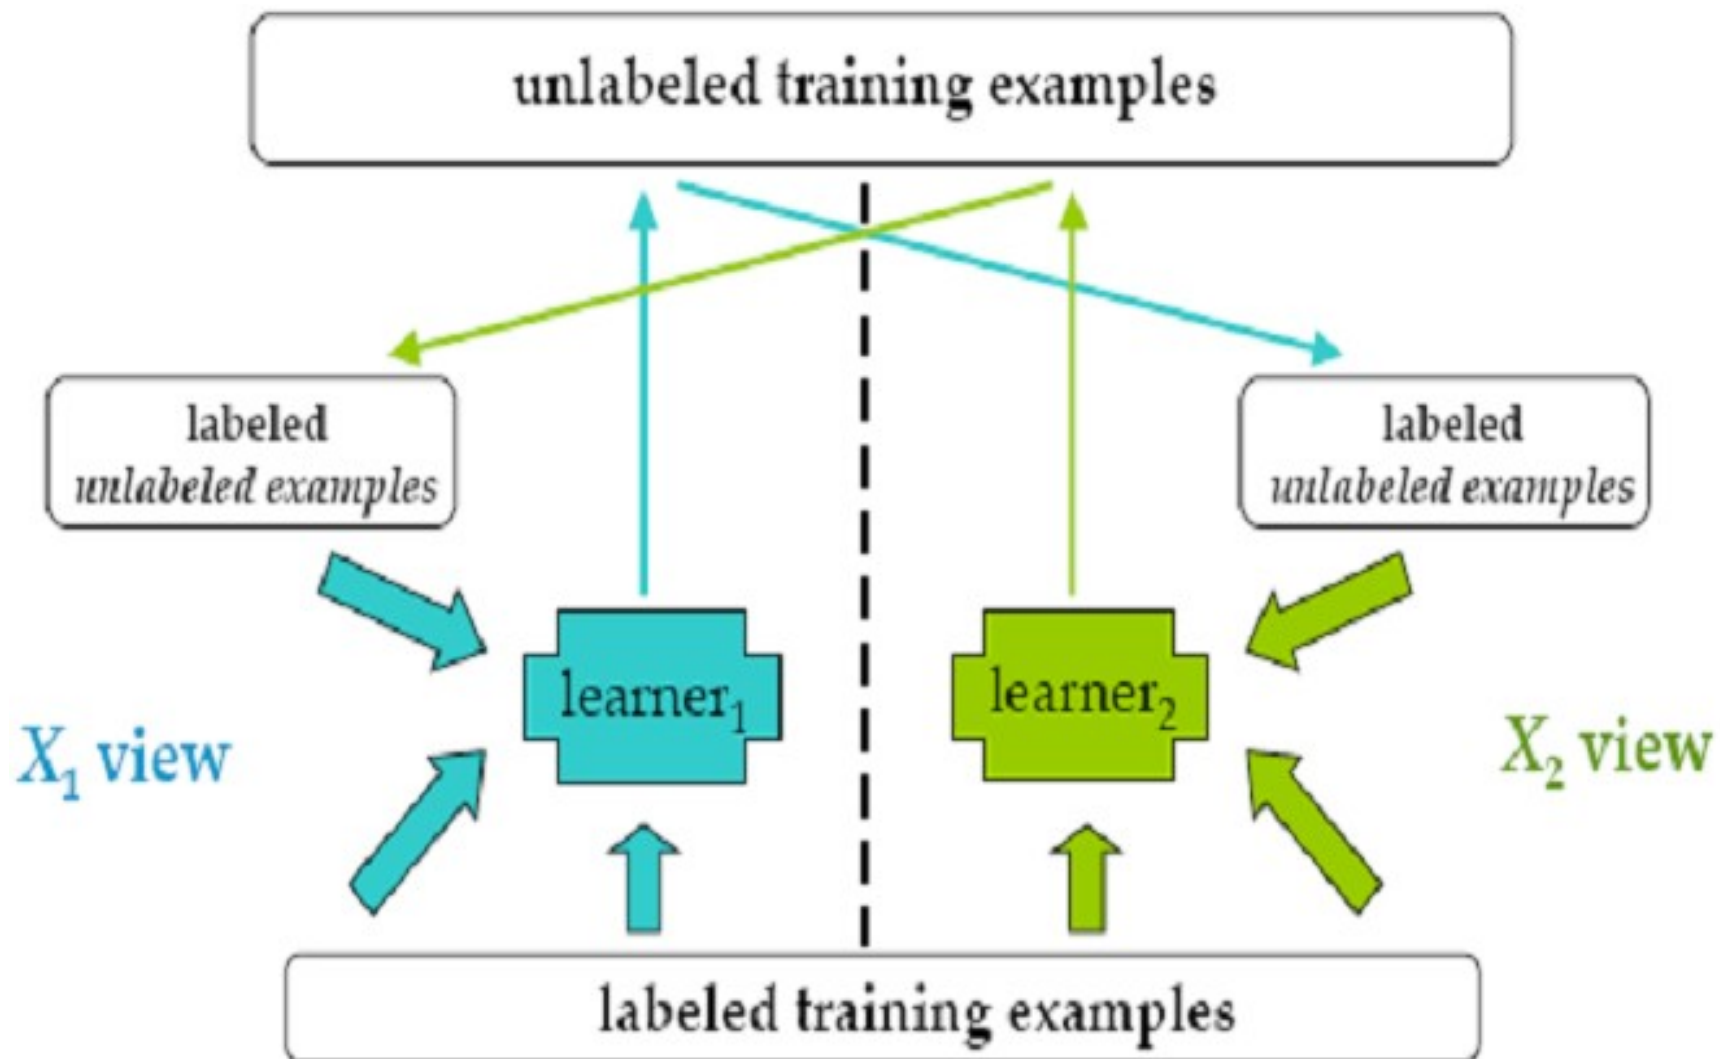 unlabeled training examples
labeled
unlabeled examples
labeled
unlabeled examples
learner₁
learner₂
X₁ view
X₂ view
labeled training examples